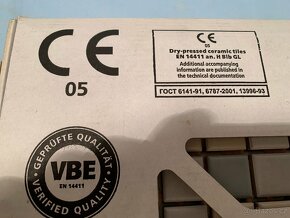 CE
05
CE
05
Dry-pressed ceramic tiles
EN 14411 an. H BIb GL
Additional accompanying
information are published in
the technical documentation
ГОСТ 6141-91, 6787-2001, 13996-93
GEPRÜFTE QUALITÄT
VBE
EN 14411
VERIFIED QUALITY